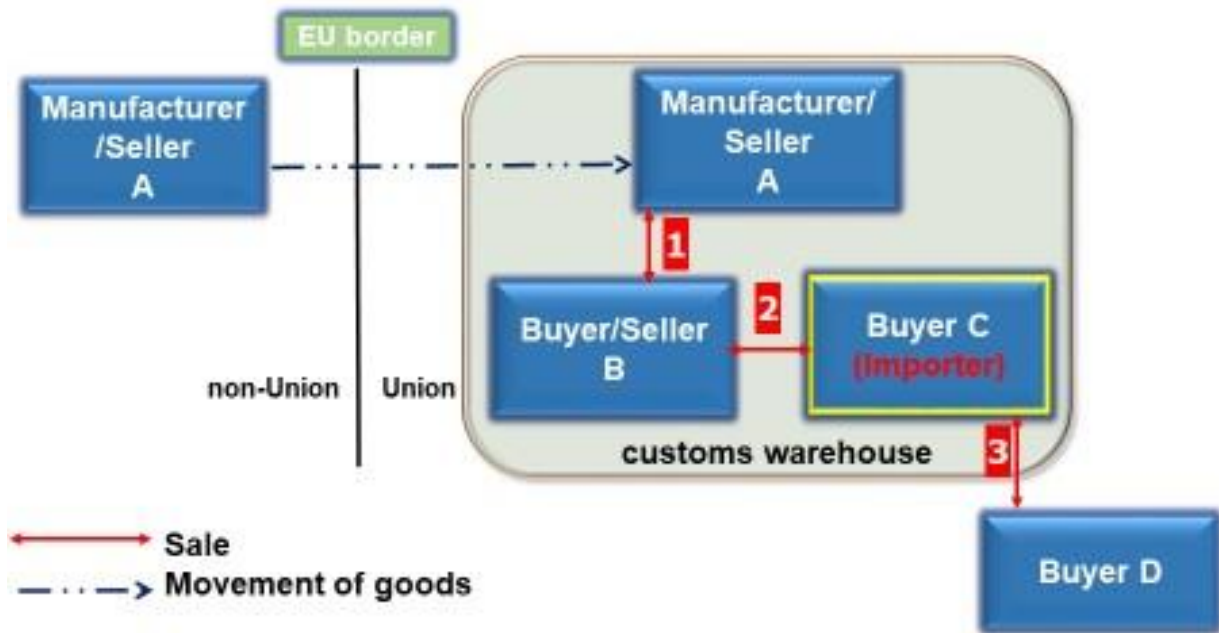 EU border
Manufacturer
/Seller
A
Manufacturer/
Seller
A
1
Buyer/Seller
B
2
Buyer C
(Importer)
non-Union
Union
customs warehouse
3
Sale
Movement of goods
Buyer D